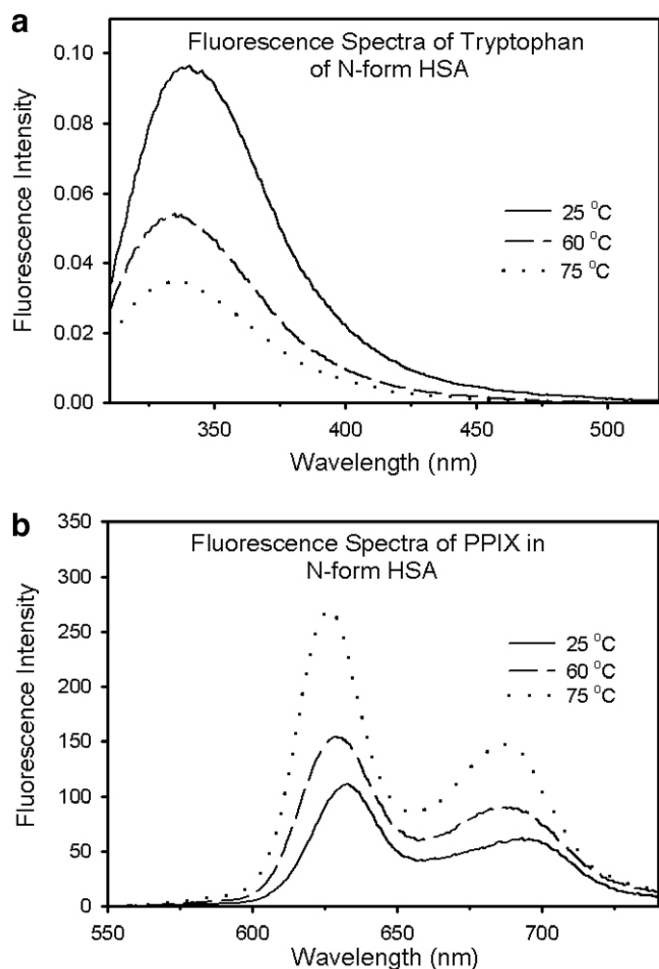 a
Fluorescence Spectra of Tryptophan
of N-form HSA
Fluorescence Intensity
0.10
0.08
0.06
0.04
0.02
0.00
25 °C
60 °C
75 °C
350
400
450
500
Wavelength (nm)
b
Fluorescence Spectra of PPIX in
N-form HSA
Fluorescence Intensity
350
300
250
200
150
100
50
0
25 °C
60 °C
75 °C
550
600
650
700
Wavelength (nm)